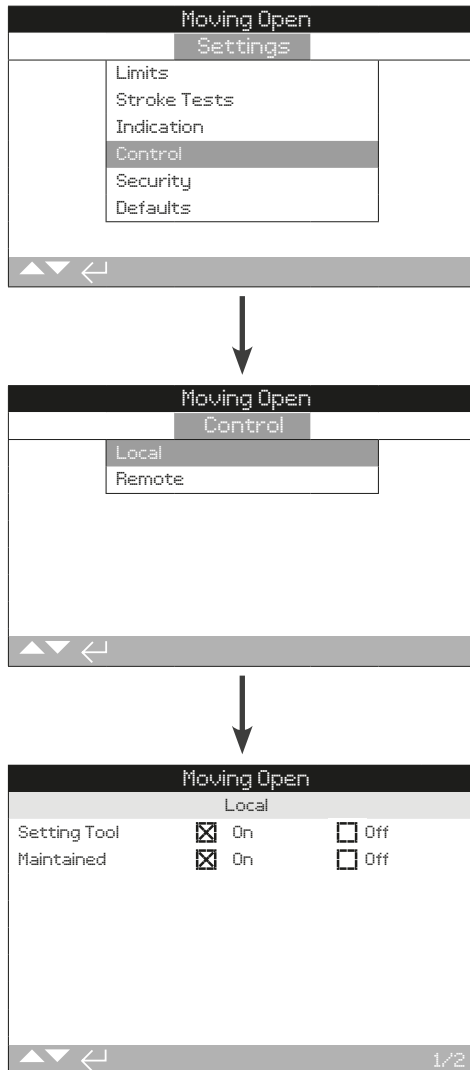 Moving Open
Settings
Limits
Stroke Tests
Indication
Control
Security
Defaults
Moving Open
Control
Local
Remote
Moving Open
Local
Setting Tool On Off
Maintained On Off
1/2